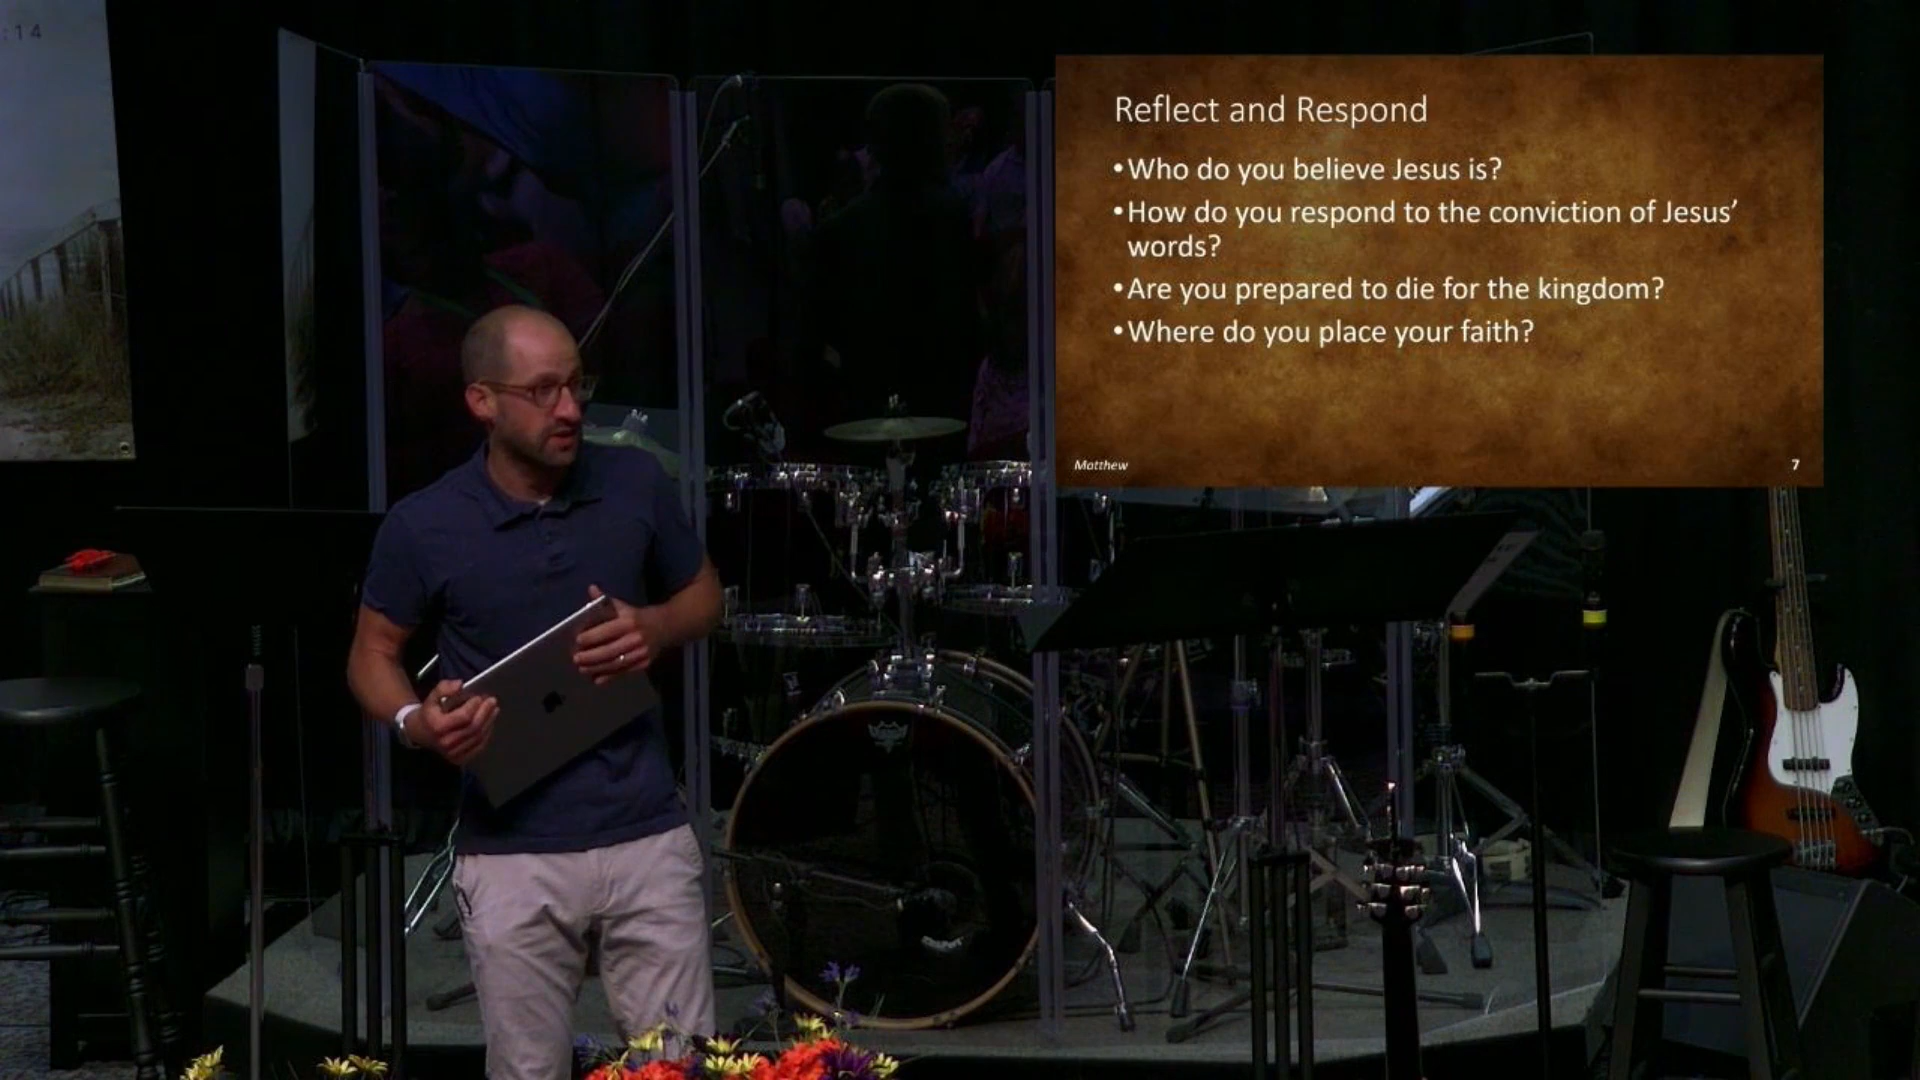 :14
Reflect and Respond
•Who do you believe Jesus is?
•How do you respond to the conviction of Jesus’
words?
•Are you prepared to die for the kingdom?
•Where do you place your faith?
Matthew
7